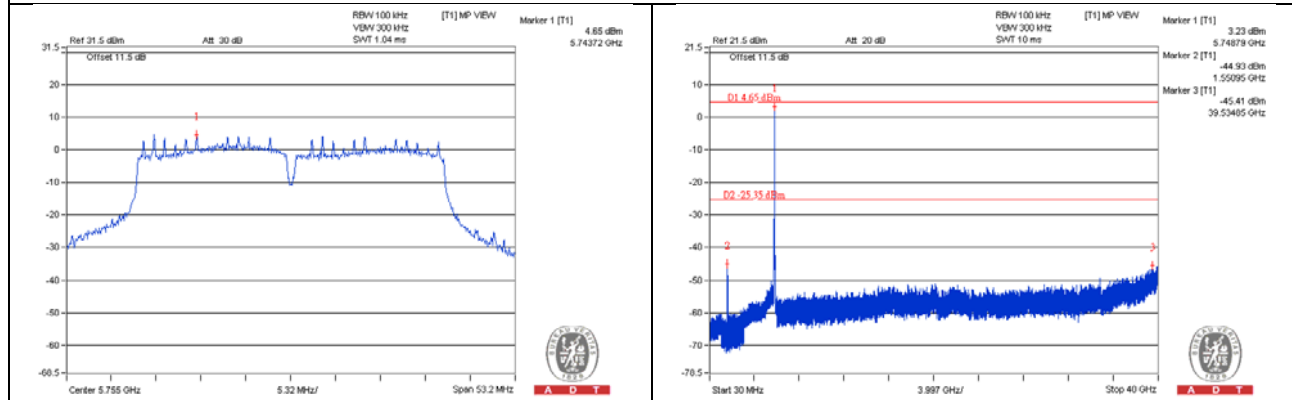 RBW 100 kHz
VBW 300 kHz
SWT 1.04 ms
[T1] MP VIEW
Marker 1 [T1]
4.65 dBm
5.74372 GHz
Ref 31.5 dBm
Att 30 dB
Offset 11.5 dB
31.5
20
10
0
-10
-20
-30
-40
-50
-60
-60.5
1
Center 5.755 GHz
5.32 MHz/
Span 53.2 MHz
BUREAU VERITAS
1828
A D T
RBW 100 kHz
VBW 300 kHz
SWT 10 ms
[T1] MP VIEW
Marker 1 [T1]
3.23 dBm
5.74879 GHz
Marker 2 [T1]
-44.93 dBm
1.55095 GHz
Marker 3 [T1]
-45.41 dBm
39.53485 GHz
Ref 21.5 dBm
Att 20 dB
Offset 11.5 dB
21.5
10
0
-10
-20
-30
-40
-50
-60
-70
-70.5
D1 4.65 dBm
D2 -25.35 dBm
1
2
3
Start 30 MHz
3.997 GHz/
Stop 40 GHz
BUREAU VERITAS
1828
A D T